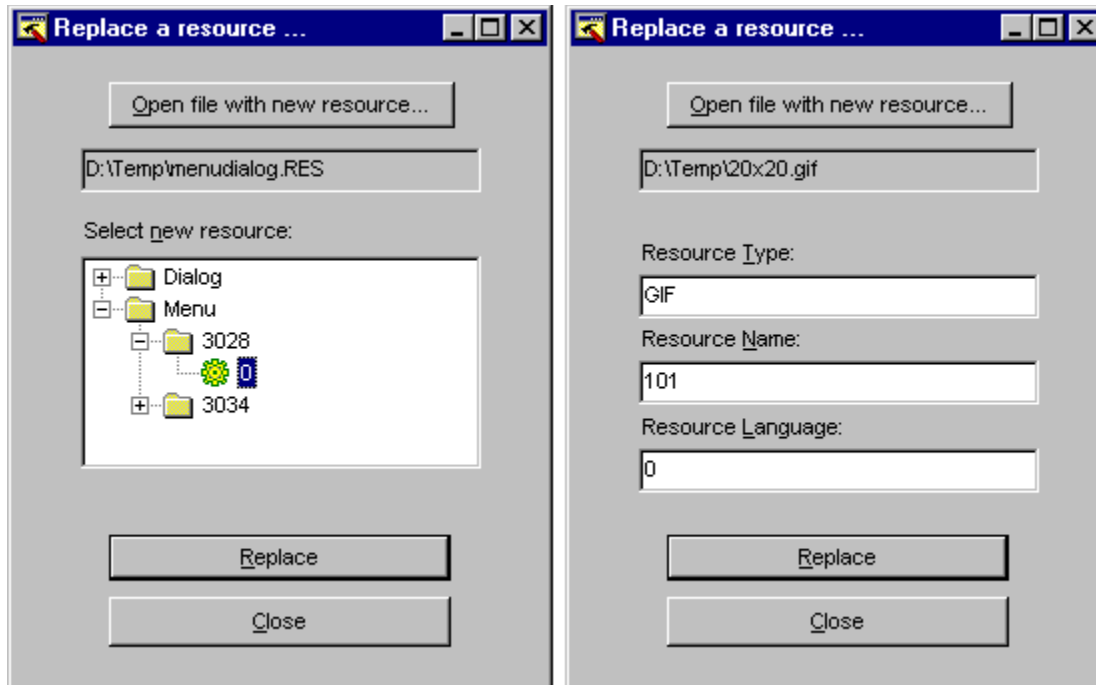 Replace a resource ...
Open file with new resource...
D:\Temp\menudialog.RES
Select new resource:
Dialog
Menu
3028
0
3034
Replace
Close
Replace a resource ...
Open file with new resource...
D:\Temp\20x20.gif
Resource Type:
GIF
Resource Name:
101
Resource Language:
0
Replace
Close